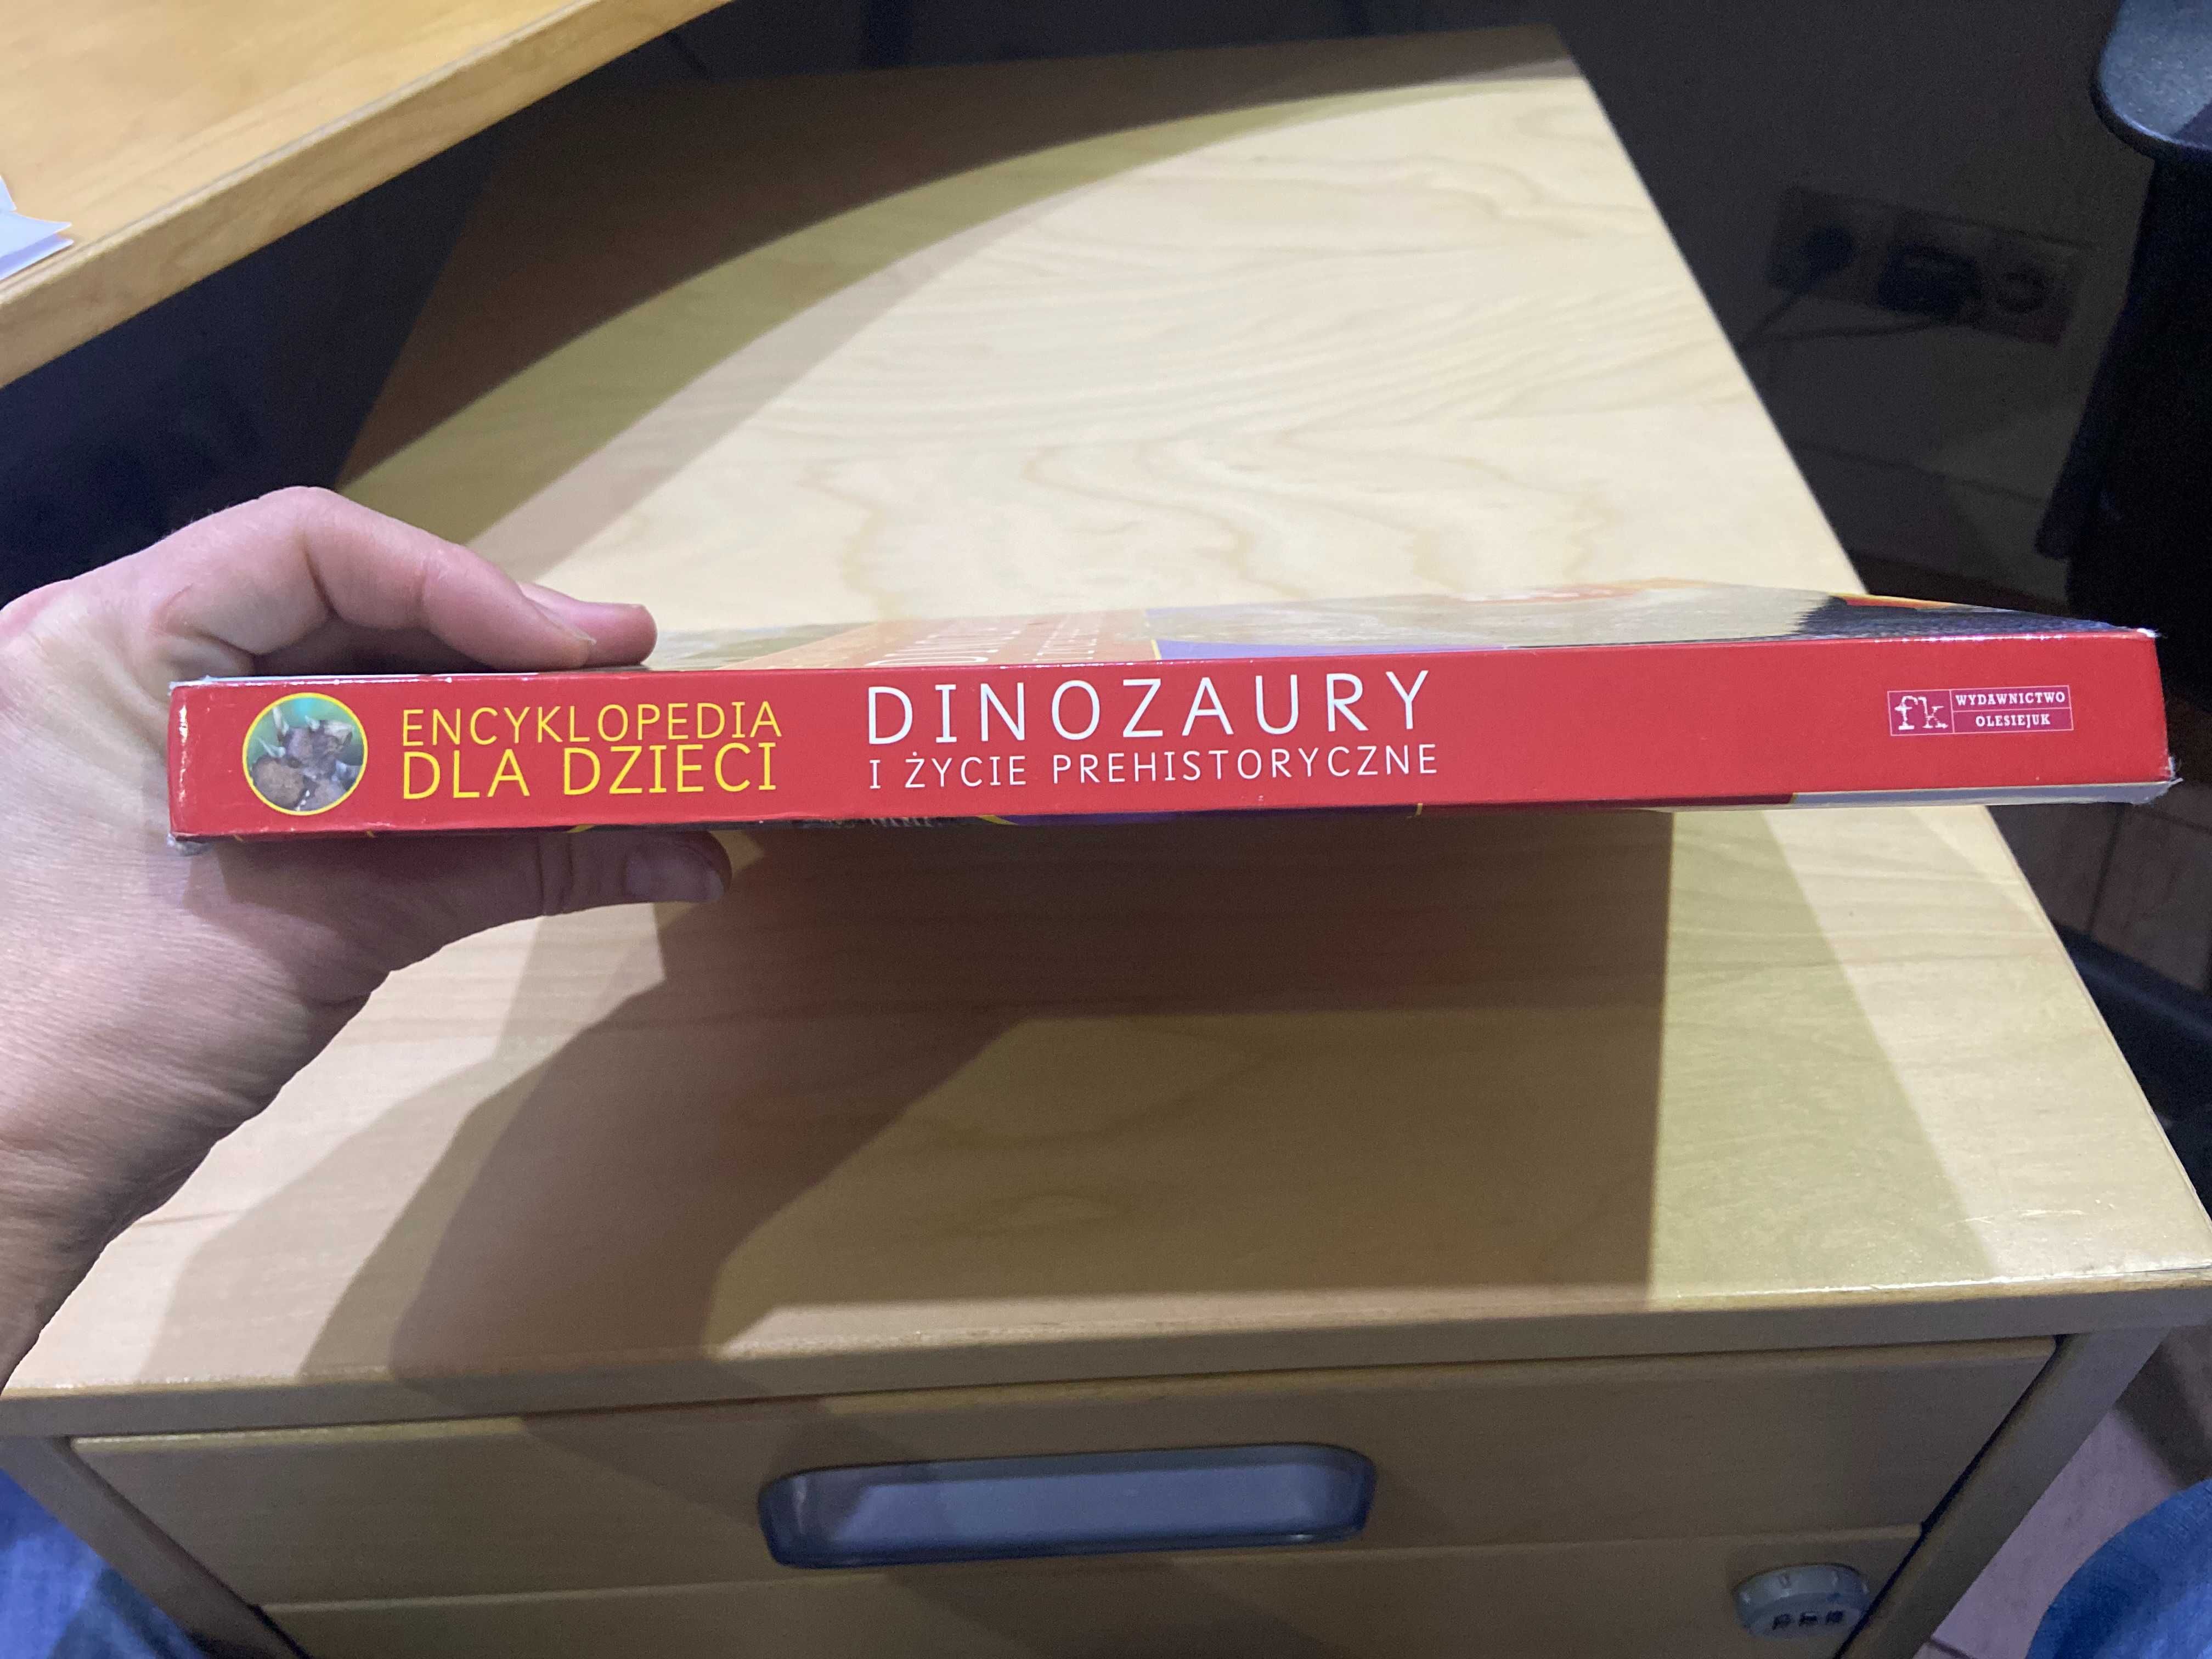 ENCYKLOPEDIA
DLA DZIECI
DINOZAURY
I ŻYCIE PREHISTORYCZNE
fk
WYDAWNICTWO
OLESIEJUK